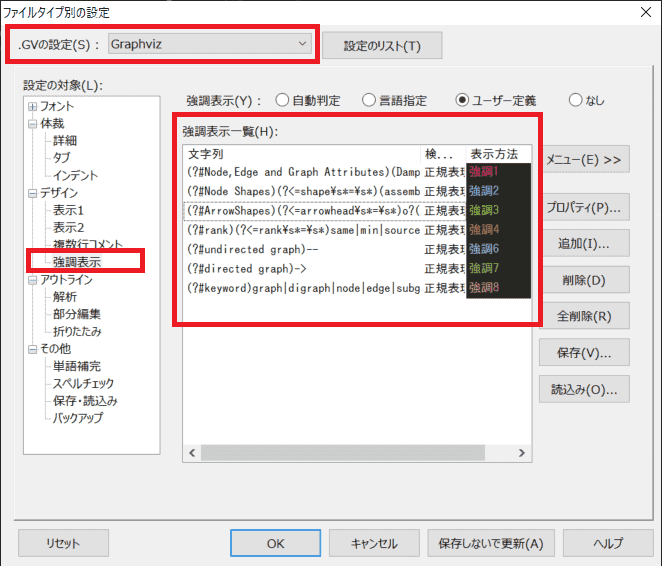 ファイルタイプ別の設定
.GVの設定(S) : Graphviz 設定のリスト(T)
設定の対象(L):
フォント
体裁
詳細
タブ
インデント
デザイン
表示1
表示2
複数行コメント
強調表示
アウトライン
解析
部分編集
折りたたみ
その他
単語補完
スペルチェック
保存・読込み
バックアップ
強調表示(Y) : 自動判定 言語指定 ユーザー定義 なし
強調表示一覧(H):
文字列 検... 表示方法
(?#Node,Edge and Graph Attributes)(Damp 正規表現 強調1
(?#Node Shapes)(?<=shape¥s*=¥s*)(assemb 正規表現 強調2
(?#ArrowShapes)(?<=arrowhead¥s*=¥s*)o?( 正規表現 強調3
(?#rank)(?<=rank¥s*=¥s*)same|min|source 正規表現 強調4
(?#undirected graph)-- 正規表現 強調6
(?#directed graph)-> 正規表現 強調7
(?#keyword)graph|digraph|node|edge|subg 正規表現 強調8
メニュー(E) >>
プロパティ(P)...
追加(I)...
削除(D)
全削除(R)
保存(V)...
読込み(O)...
リセット OK キャンセル 保存しないで更新(A) ヘルプ